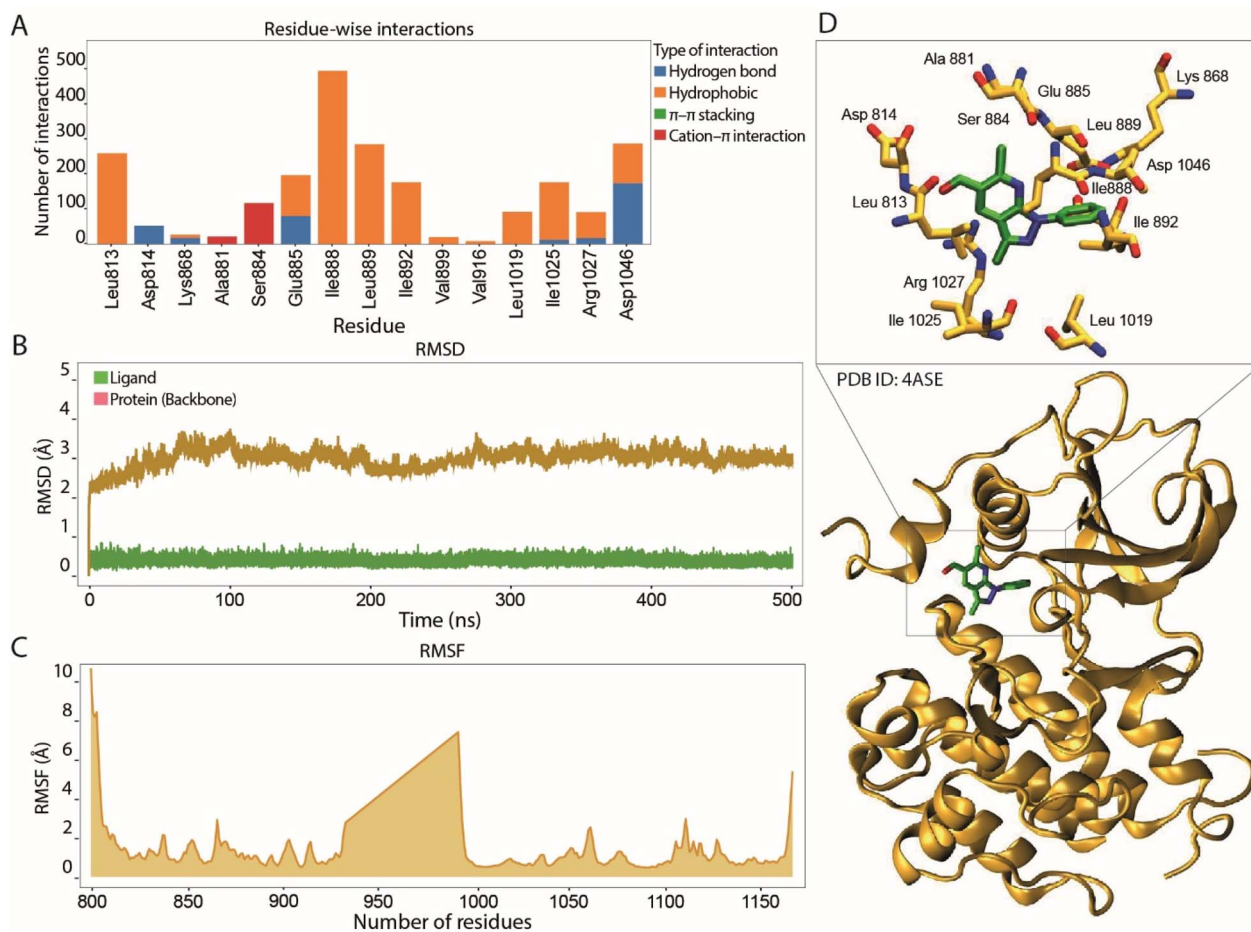 A
Residue-wise interactions
Number of interactions
500
400
300
200
100
0
Leu813
Asp814
Lys868
Ala881
Ser884
Glu885
Ile888
Leu889
Ile892
Val899
Val916
Leu1019
Ile1025
Arg1027
Asp1046
Residue
Type of interaction
Hydrogen bond
Hydrophobic
π–π stacking
Cation–π interaction
B
RMSD
RMSD (Å)
5
4
3
2
1
0
Ligand
Protein (Backbone)
0 100 200 300 400 500
Time (ns)
C
RMSF
RMSF (Å)
10
8
6
4
2
0
800 850 900 950 1000 1050 1100 1150
Number of residues
D
Ala 881
Lys 868
Glu 885
Asp 814
Ser 884
Leu 889
Asp 1046
Ile888
Leu 813
Ile 892
Arg 1027
Ile 1025
Leu 1019
PDB ID: 4ASE